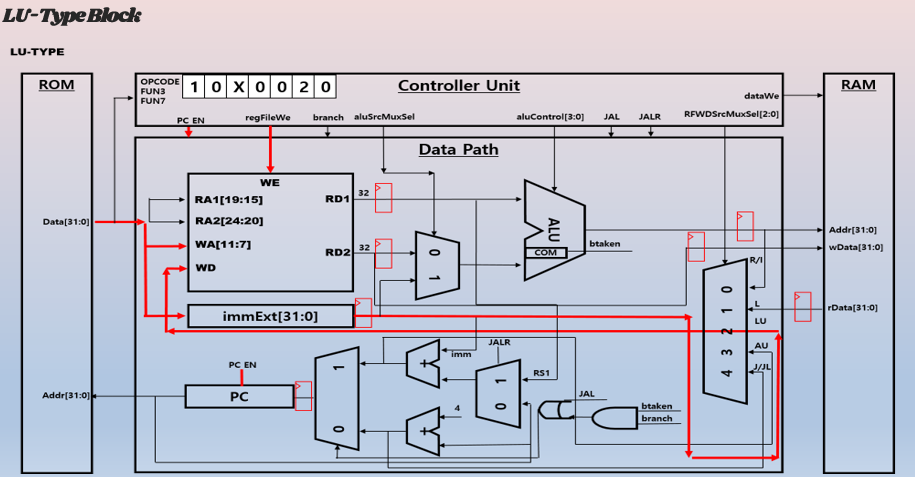 LU-Type Block
LU-TYPE
ROM
OPCODE
FUN3
FUN7
1 0 X 0 0 2 0
Controller Unit
dataWe
RAM
PC_EN
regFileWe
branch
aluSrcMuxSel
aluControl[3:0]
JAL
JALR
RFWDSrcMuxSel[2:0]
Data Path
WE
RA1[19:15]
RD1
32
RA2[24:20]
Data[31:0]
WA[11:7]
RD2
32
WD
0
1
ALU
COM
btaken
Addr[31:0]
wData[31:0]
R/I
0
L
1
rData[31:0]
LU
2
AU
3
J/JL
4
immExt[31:0]
imm
JALR
PC_EN
1
+
1
RS1
Addr[31:0]
PC
0
4
+
0
JAL
btaken
branch